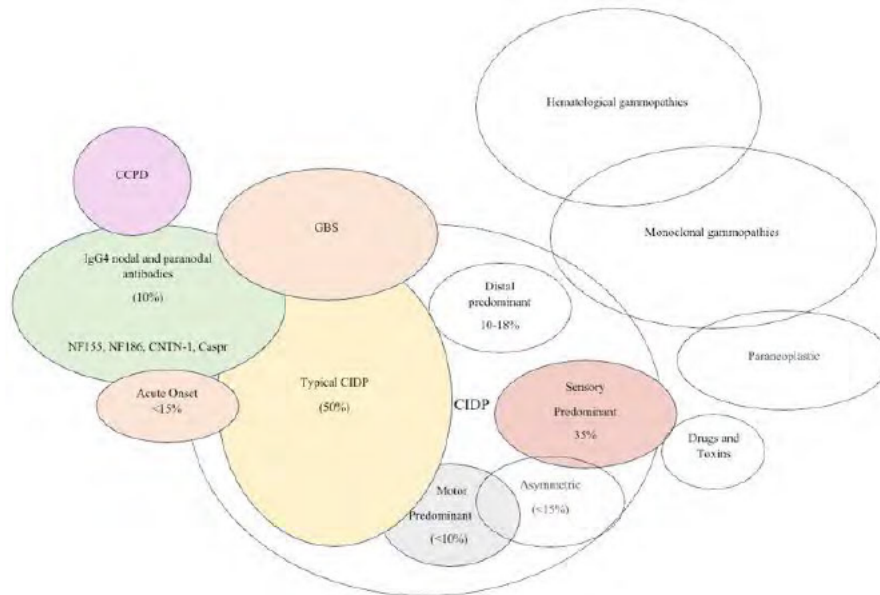 Hematological gammopathies
CCPD
GBS
Monoclonal gammopathies
IgG4 nodal and paranodal
antibodies
(10%)
NF155, NF186, CNTN-1, Caspr
Distal
predominant
10-18%
Paraneoplastic
Acute Onset
<15%
Typical CIDP
(50%)
CIDP
Sensory
Predominant
35%
Drugs and
Toxins
Motor
Predominant
(<10%)
Asymmetric
(<15%)